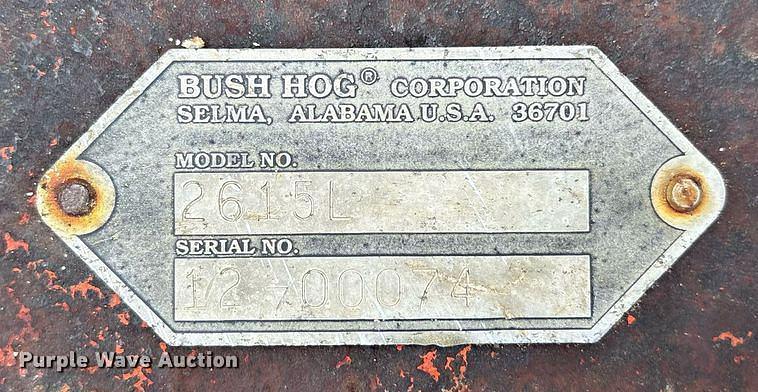 BUSH HOG® CORPORATION
SELMA, ALABAMA U.S.A. 36701
MODEL NO.
2615L
SERIAL NO.
12-00074
Purple Wave Auction